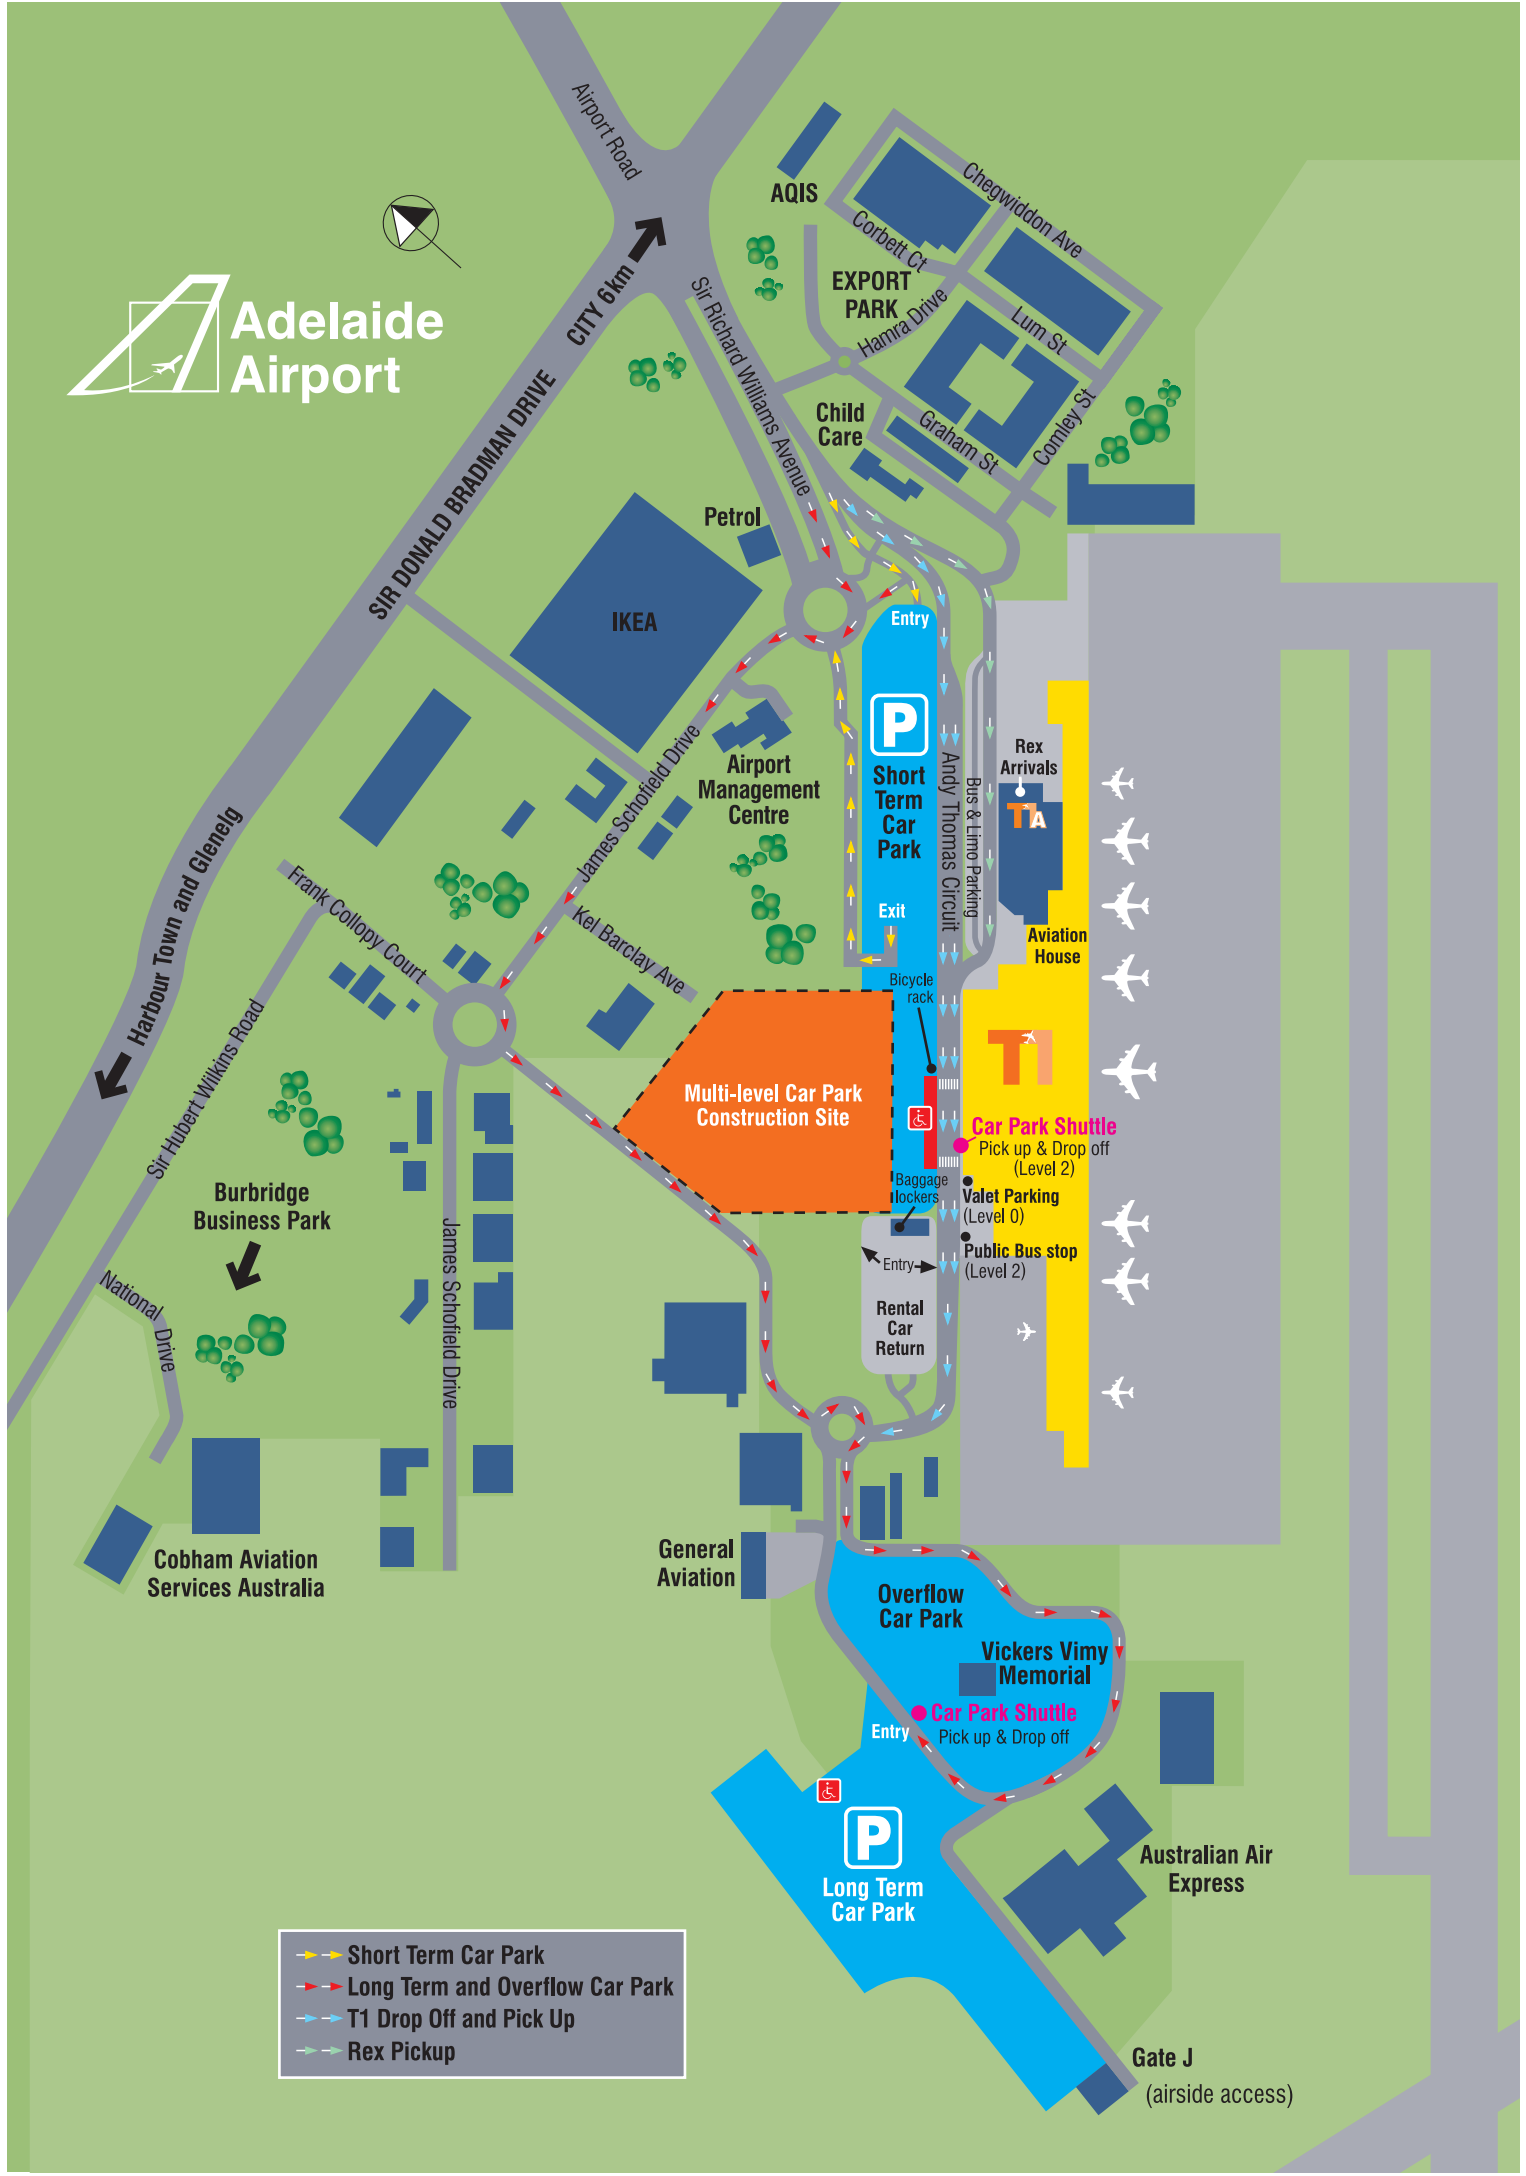 Airport Road
AQIS
Chegwiddon Ave
Corbett Ct
EXPORT
PARK
Hamra Drive
Lum St
Comley St
Graham St
Child
Care
CITY 6km
Sir Richard Williams Avenue
Adelaide
Airport
SIR DONALD BRADMAN DRIVE
Petrol
IKEA
Entry
P
Short
Term
Car
Park
Exit
Andy Thomas Circuit
Bus & Limo Parking
Rex
Arrivals
T1A
Aviation
House
Airport
Management
Centre
James Schofield Drive
Kel Barclay Ave
Frank Collopy Court
Harbour Town and Glenelg
Sir Hubert Wilkins Road
Bicycle
rack
T1
Multi-level Car Park
Construction Site
Car Park Shuttle
Pick up & Drop off
(Level 2)
Baggage
lockers
Valet Parking
(Level 0)
Public Bus stop
(Level 2)
Entry
Rental
Car
Return
Burbridge
Business Park
National Drive
James Schofield Drive
Cobham Aviation
Services Australia
General
Aviation
Overflow
Car Park
Vickers Vimy
Memorial
Car Park Shuttle
Pick up & Drop off
Entry
P
Long Term
Car Park
Australian Air
Express
Gate J
(airside access)
Short Term Car Park
Long Term and Overflow Car Park
T1 Drop Off and Pick Up
Rex Pickup